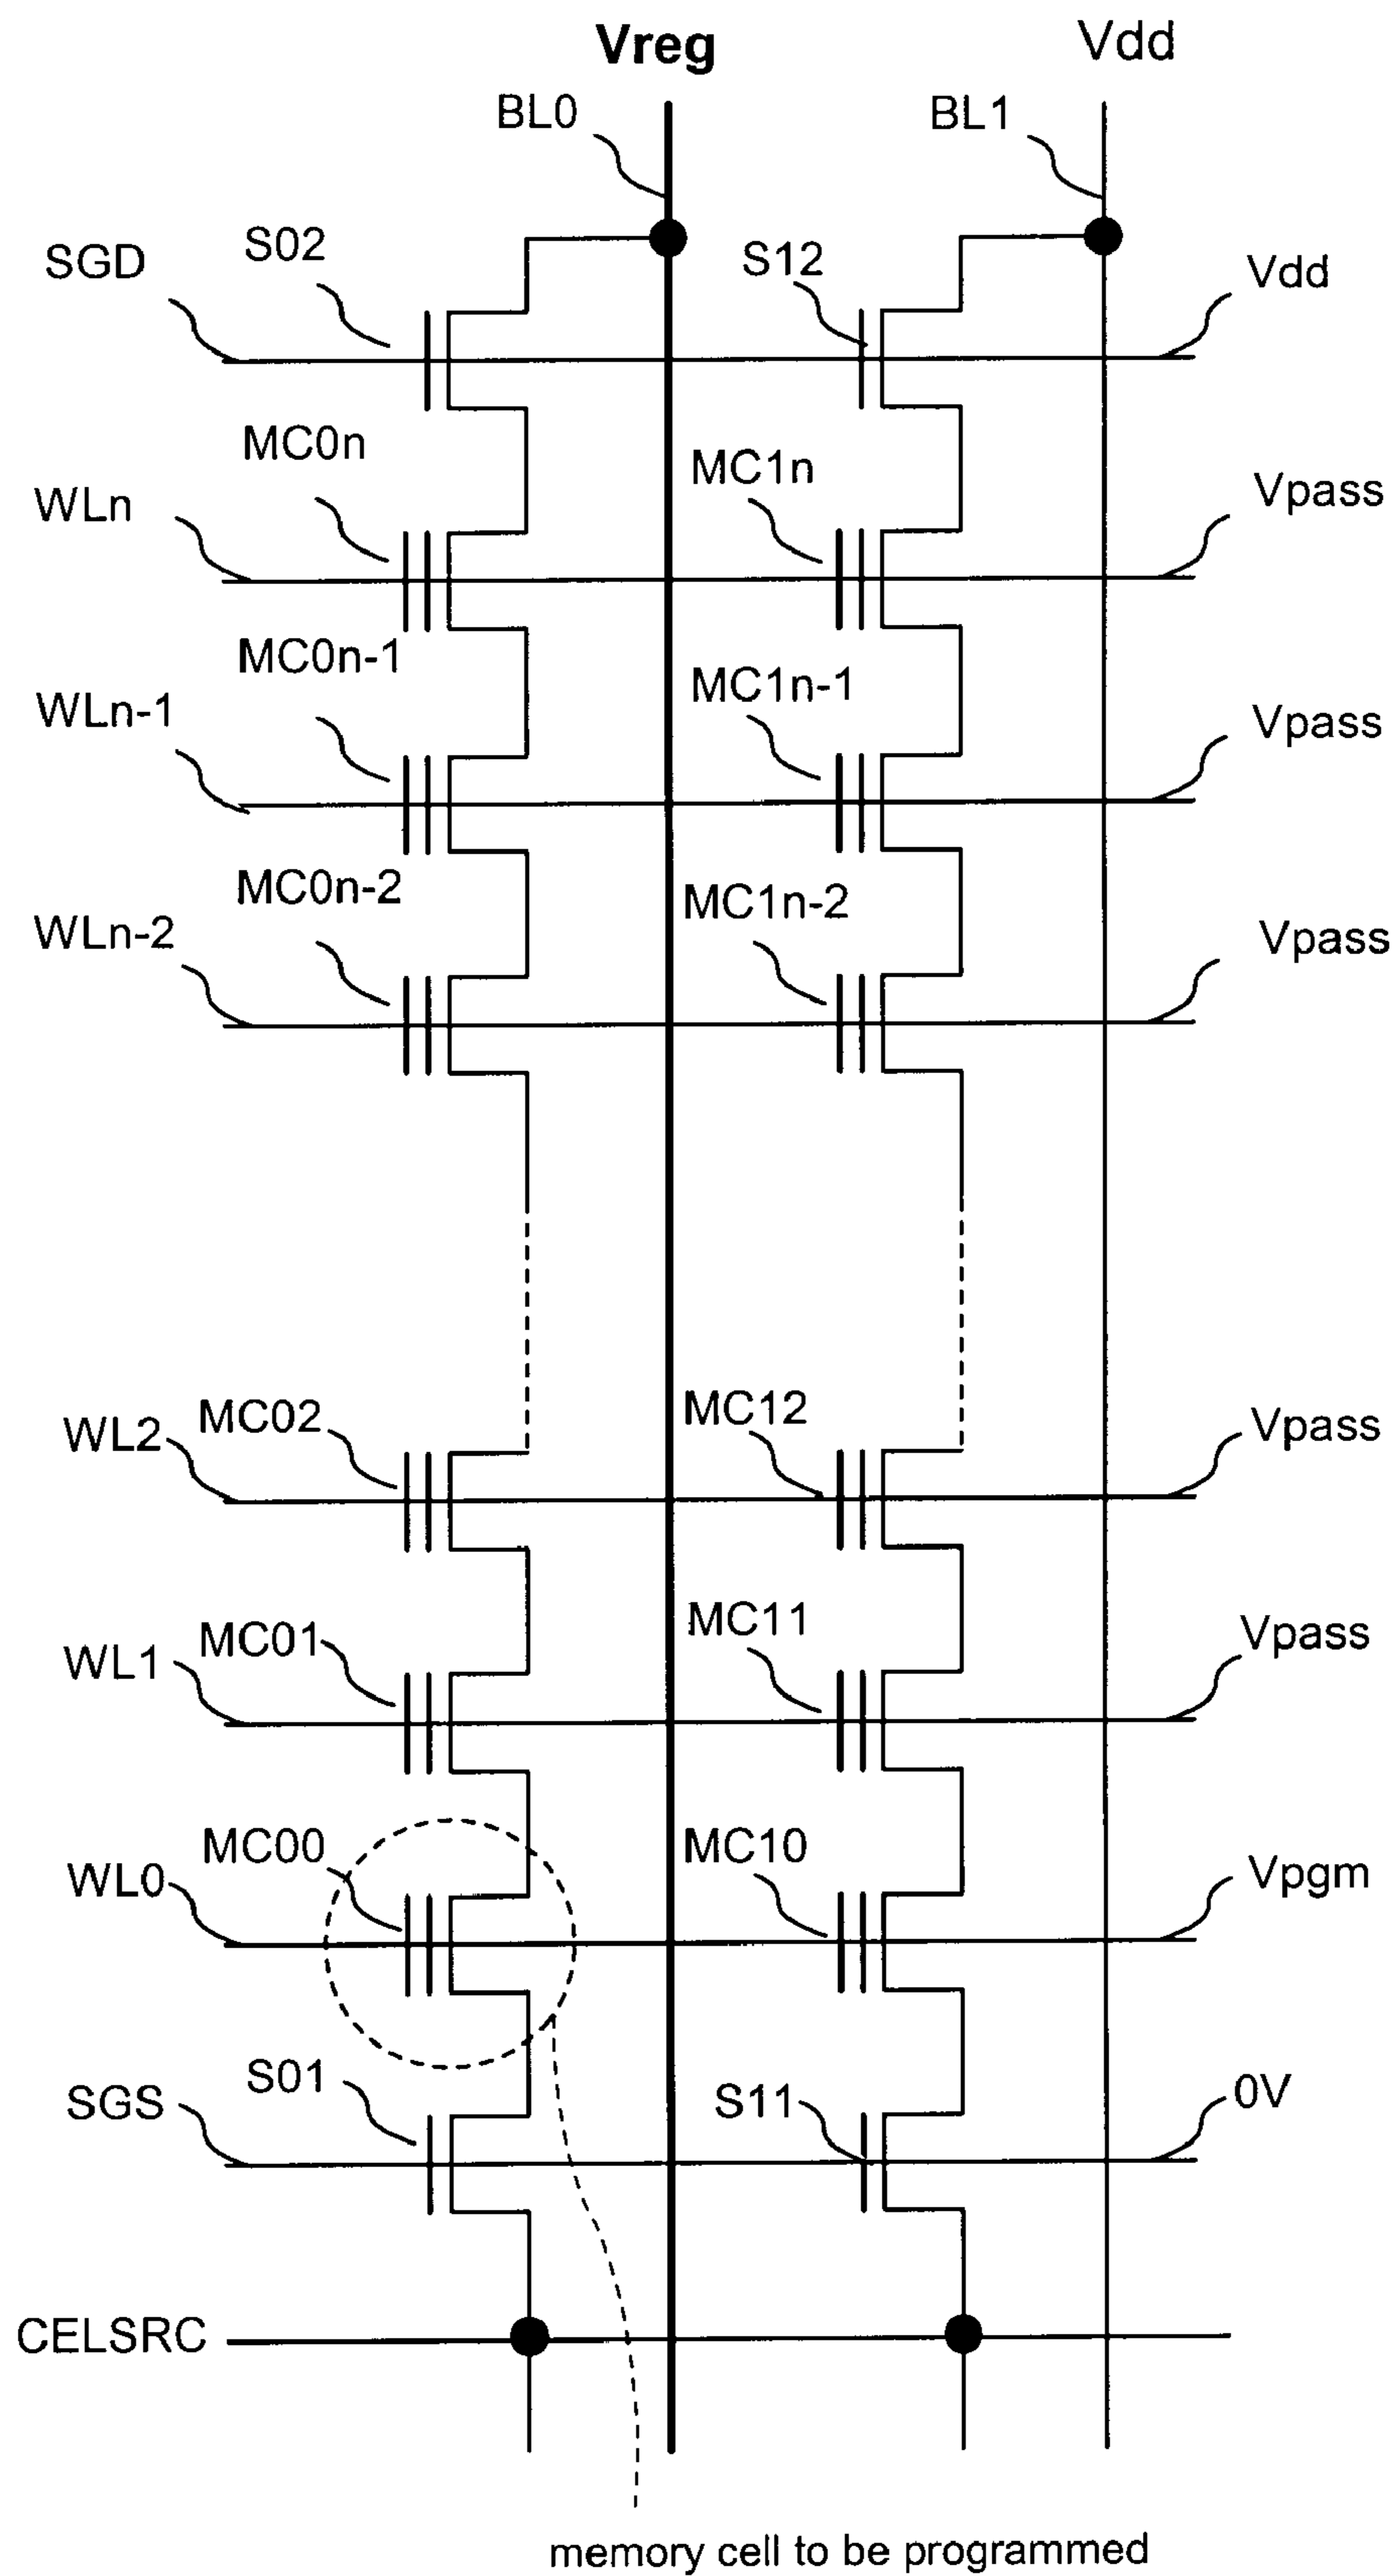 Vreg
Vdd
BL0
BL1
SGD
S02
S12
Vdd
MC0n
MC1n
WLn
Vpass
MC0n-1
MC1n-1
WLn-1
Vpass
MC0n-2
MC1n-2
WLn-2
Vpass
WL2
MC02
MC12
Vpass
WL1
MC01
MC11
Vpass
WL0
MC00
MC10
Vpgm
SGS
S01
S11
0V
CELSRC
memory cell to be programmed